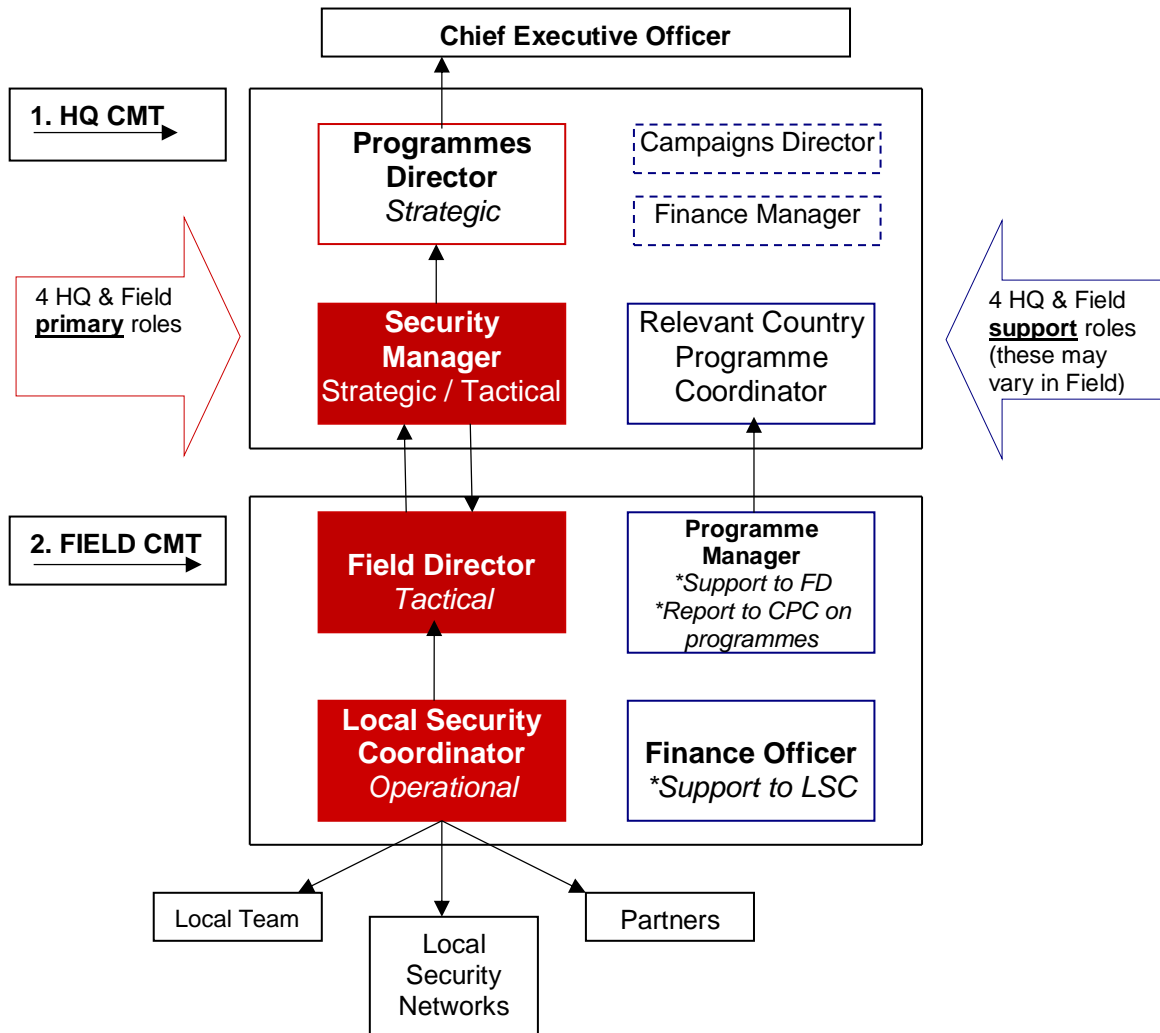 Chief Executive Officer
1. HQ CMT
Programmes
Director
Strategic
Campaigns Director
Finance Manager
4 HQ & Field
primary roles
Security
Manager
Strategic / Tactical
Relevant Country
Programme
Coordinator
4 HQ & Field
support roles
(these may
vary in Field)
2. FIELD CMT
Field Director
Tactical
Programme
Manager
*Support to FD
*Report to CPC on
programmes
Local Security
Coordinator
Operational
Finance Officer
*Support to LSC
Local Team
Local
Security
Networks
Partners